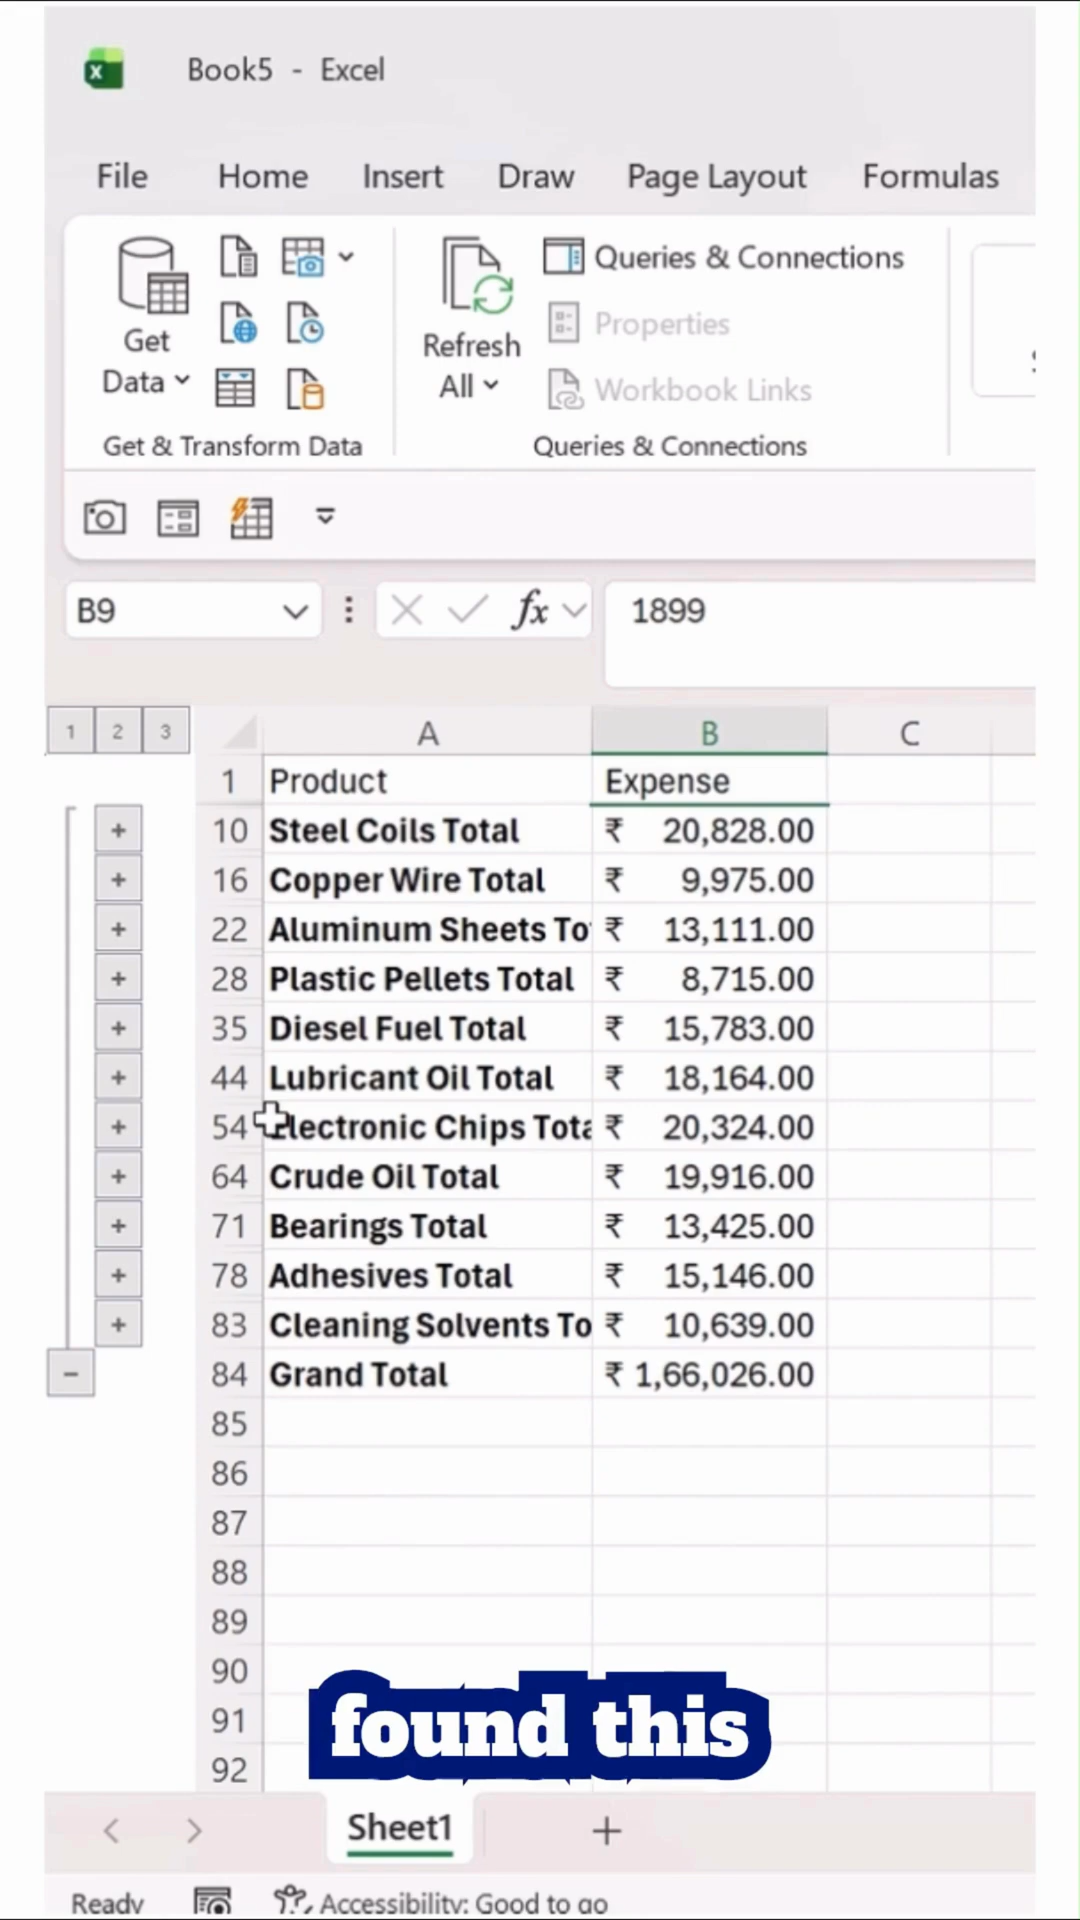 Book5 - Excel
File Home Insert Draw Page Layout Formulas
Get Data
Refresh All
Queries & Connections
Properties
Workbook Links
Get & Transform Data
Queries & Connections
B9 fx 1899
1 2 3 A B C
1 Product Expense
+ 10 Steel Coils Total ₹ 20,828.00
+ 16 Copper Wire Total ₹ 9,975.00
+ 22 Aluminum Sheets To ₹ 13,111.00
+ 28 Plastic Pellets Total ₹ 8,715.00
+ 35 Diesel Fuel Total ₹ 15,783.00
+ 44 Lubricant Oil Total ₹ 18,164.00
+ 54 lectronic Chips Tota ₹ 20,324.00
+ 64 Crude Oil Total ₹ 19,916.00
+ 71 Bearings Total ₹ 13,425.00
+ 78 Adhesives Total ₹ 15,146.00
+ 83 Cleaning Solvents To ₹ 10,639.00
- 84 Grand Total ₹ 1,66,026.00
85
86
87
88
89
90
91
92
found this
Sheet1 +
Ready Accessibility: Good to go